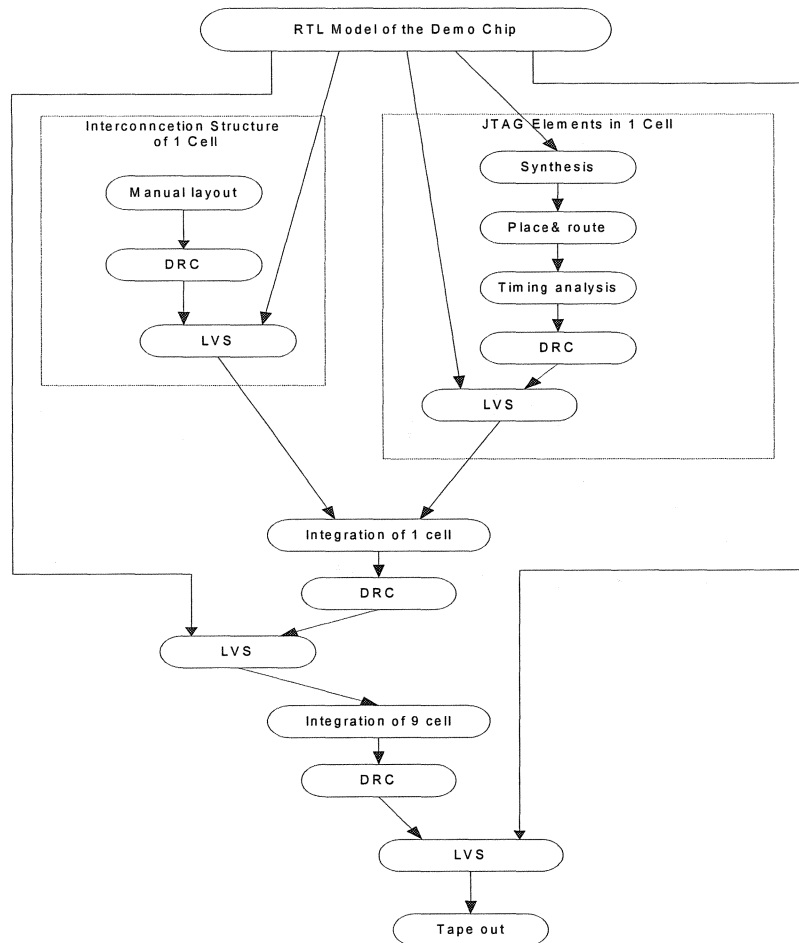 RTL Model of the Demo Chip
Interconncetion Structure
of 1 Cell
Manual layout
DRC
LVS
JTAG Elements in 1 Cell
Synthesis
Place& route
Timing analysis
DRC
LVS
Integration of 1 cell
DRC
LVS
Integration of 9 cell
DRC
LVS
Tape out